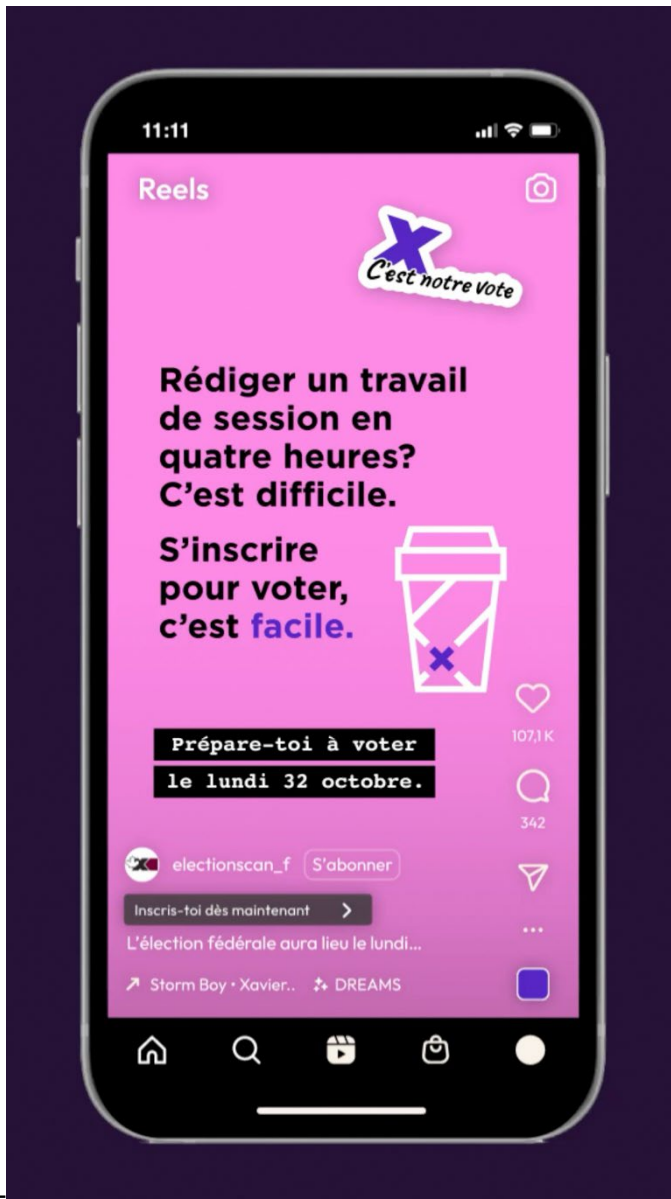 11:11
Reels
X
C'est notre vote
Rédiger un travail
de session en
quatre heures?
C'est difficile.
S'inscrire
pour voter,
c'est facile.
Prépare-toi à voter
le lundi 32 octobre.
107,1 K
342
electionscan_f S'abonner
Inscris-toi dès maintenant
L'élection fédérale aura lieu le lundi...
Storm Boy • Xavier.. DREAMS